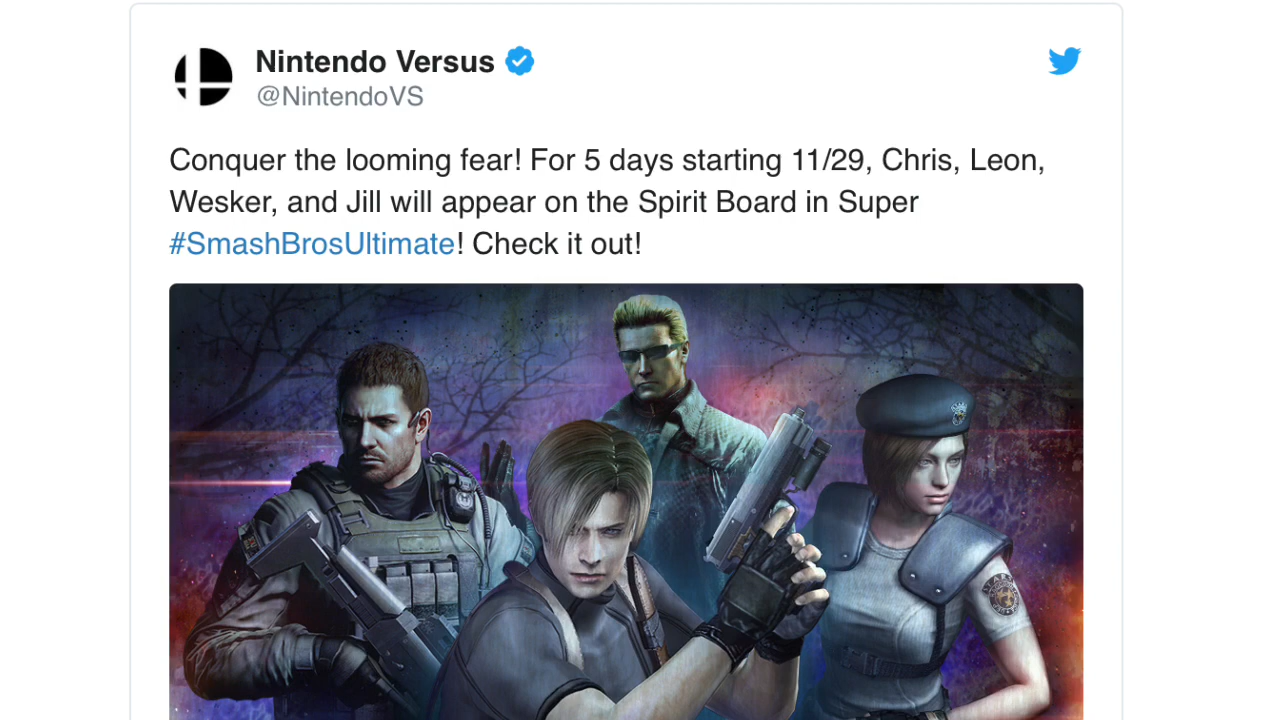 Nintendo Versus
@NintendoVS
Conquer the looming fear! For 5 days starting 11/29, Chris, Leon,
Wesker, and Jill will appear on the Spirit Board in Super
#SmashBrosUltimate! Check it out!